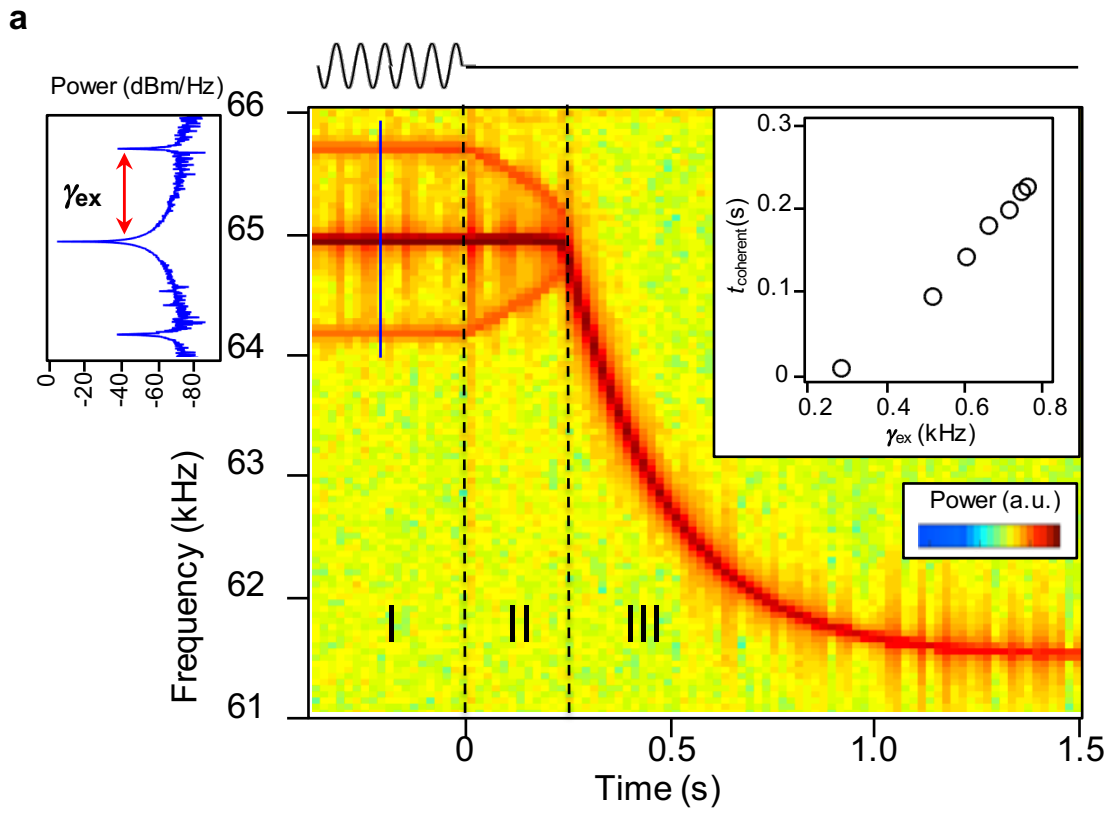 a
Power (dBm/Hz)
γex
0
-20
-40
-60
-80
66
65
64
63
62
61
Frequency (kHz)
I
II
III
0
0.5
1.0
1.5
Time (s)
0.3
0.2
0.1
0
tcoherent(s)
0.2
0.4
0.6
0.8
γex (kHz)
Power (a.u.)